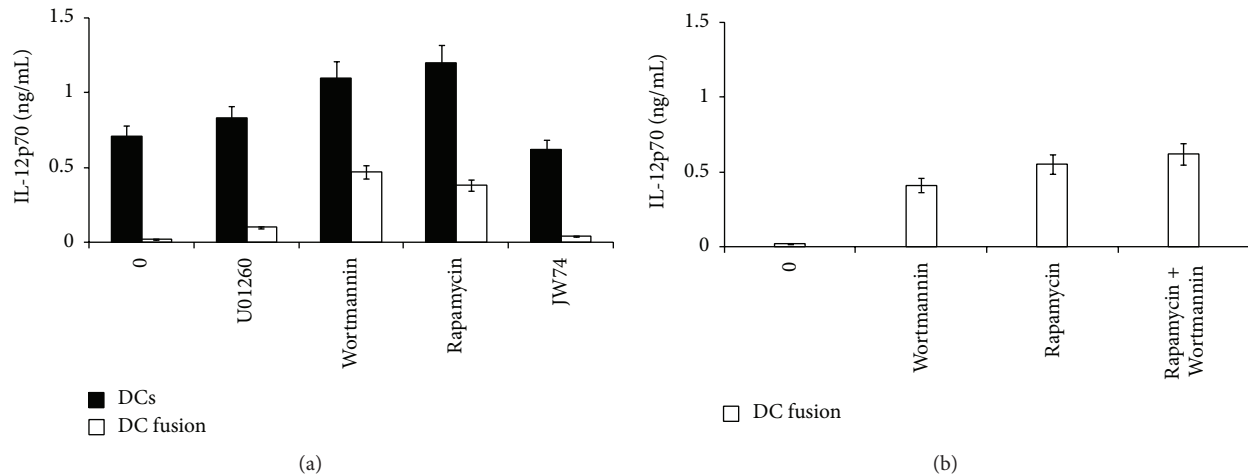 1.5
1
0.5
0
IL-12p70 (ng/mL)
0
U01260
Wortmannin
Rapamycin
JW74
DCs
DC fusion
(a)
1.5
1
0.5
0
IL-12p70 (ng/mL)
0
Wortmannin
Rapamycin
Rapamycin +
Wortmannin
DC fusion
(b)